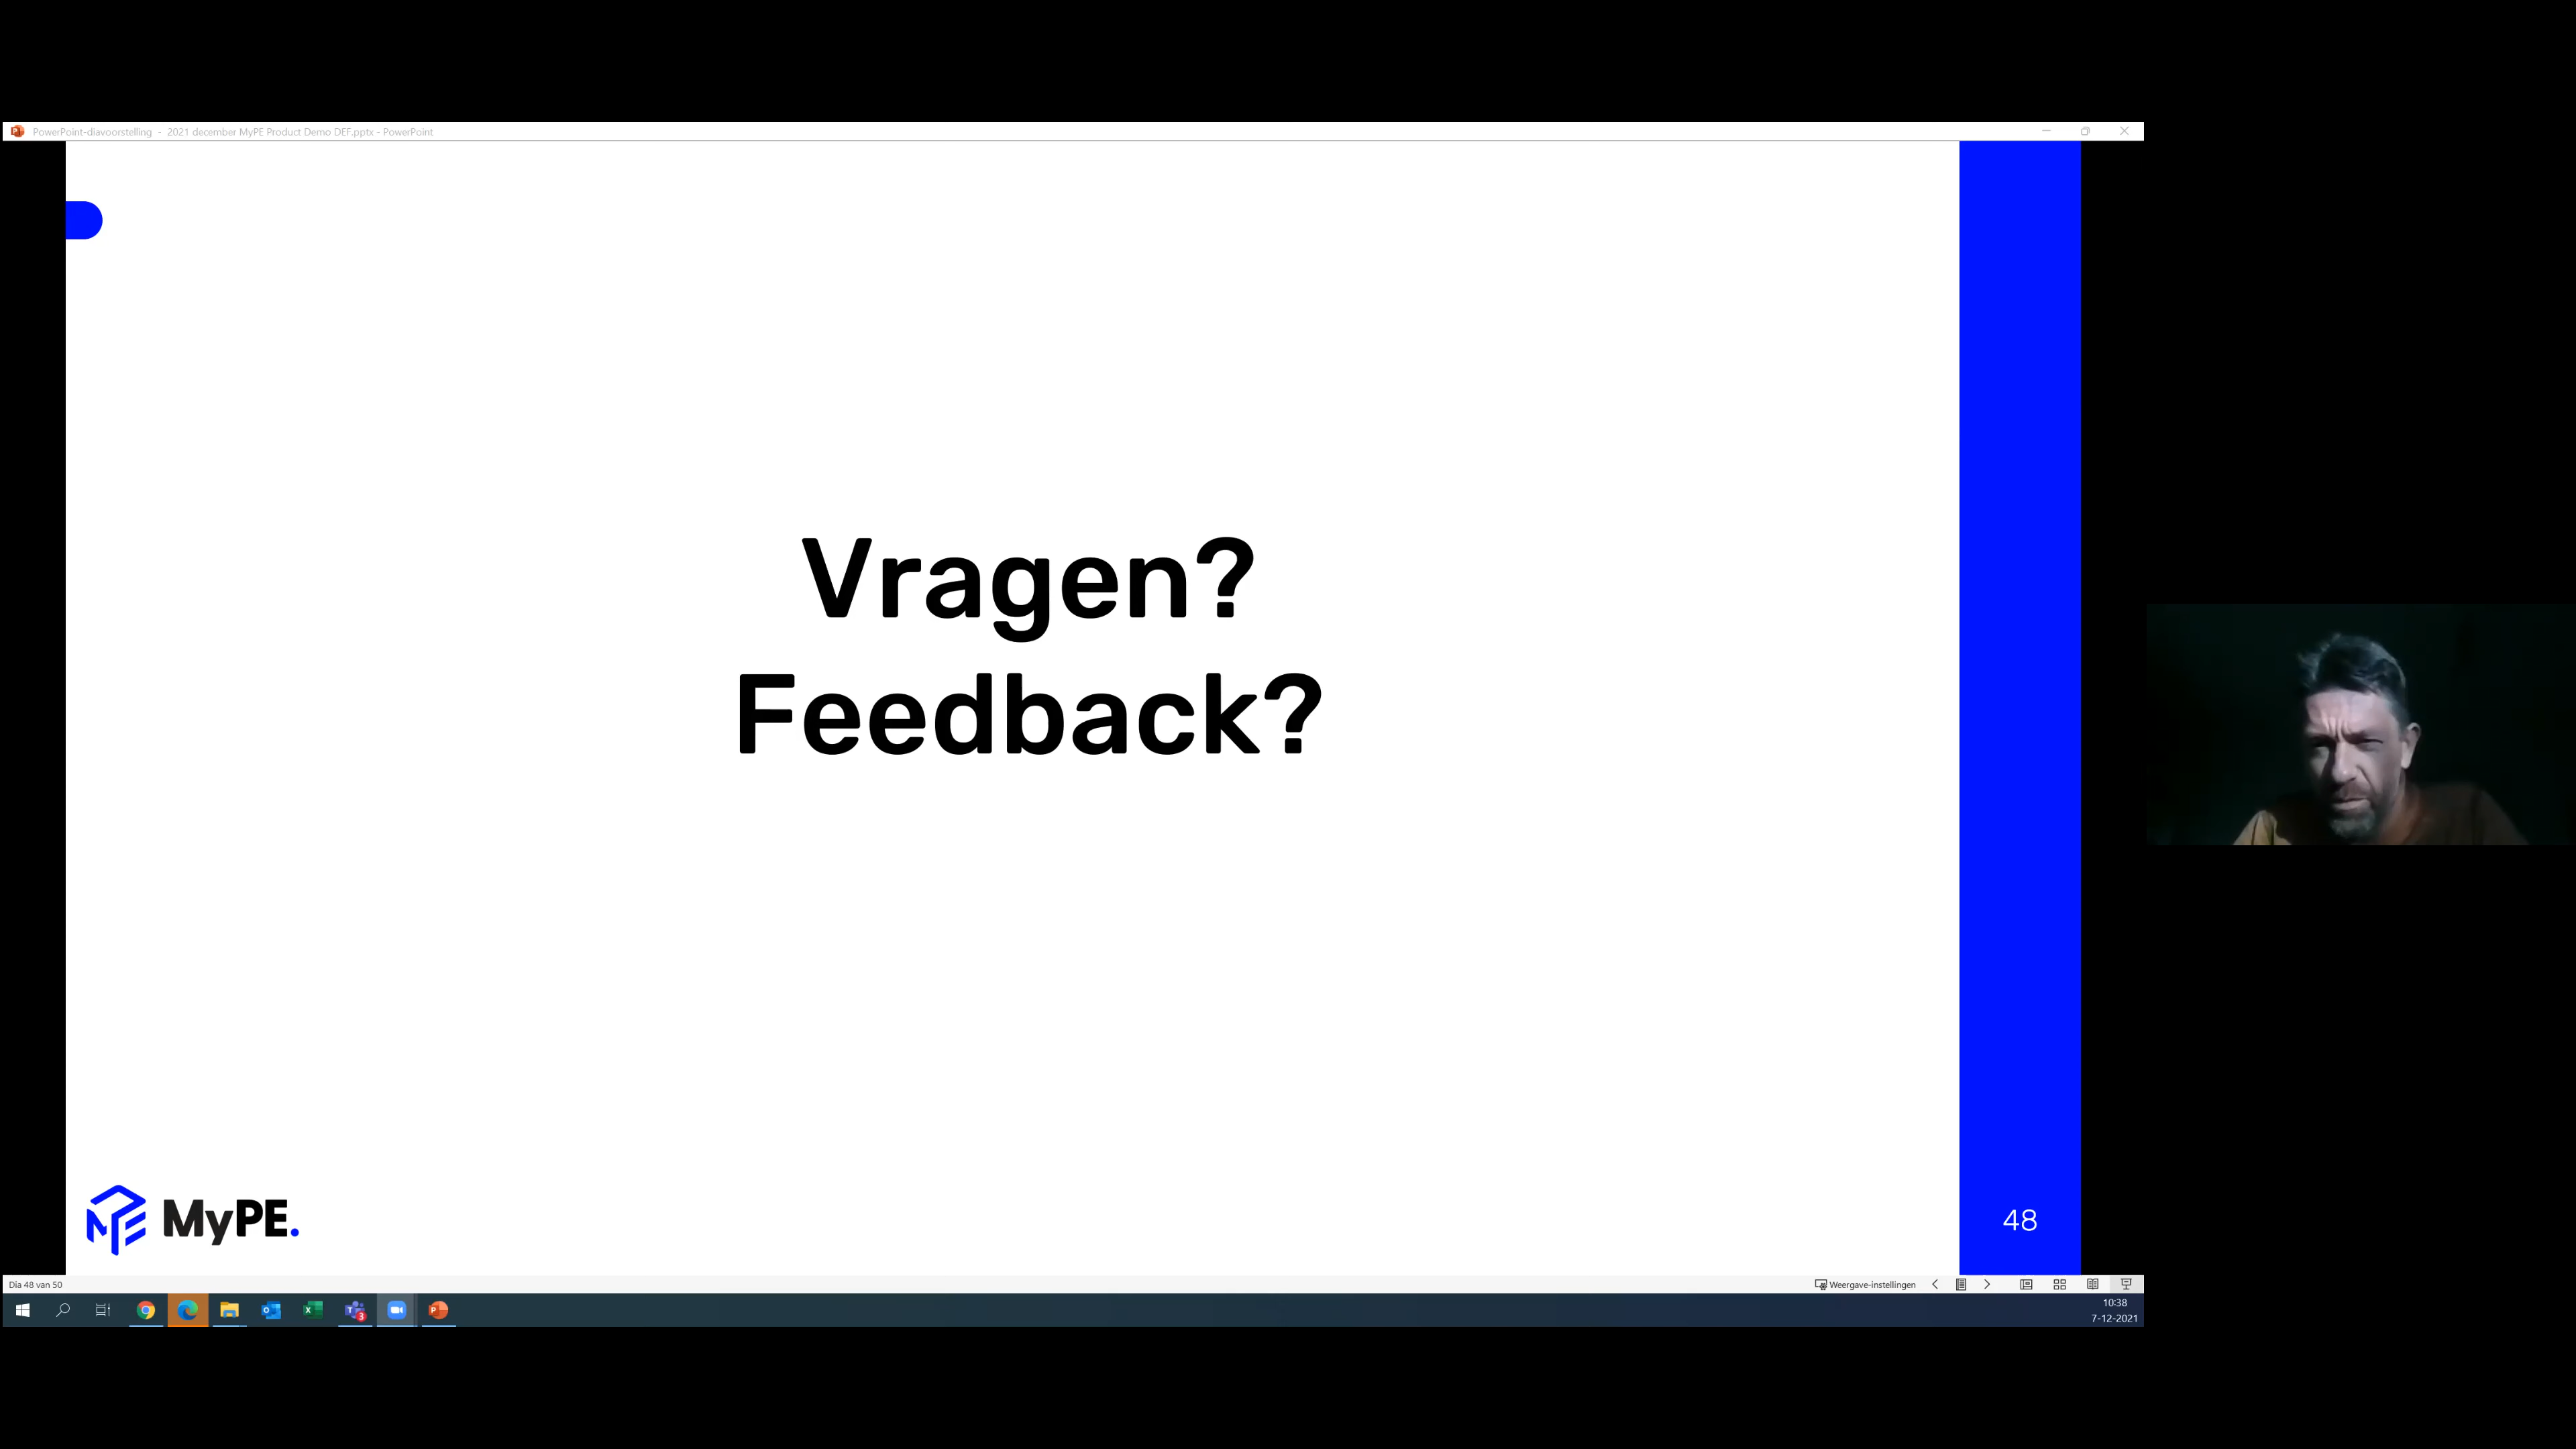 PowerPoint-diavoorstelling - 2021 december MyPE Product Demo DEF.pptx - PowerPoint
Vragen?
Feedback?
MyPE.
48
Dia 48 van 50
Weergave-instellingen
3
10:38
7-12-2021